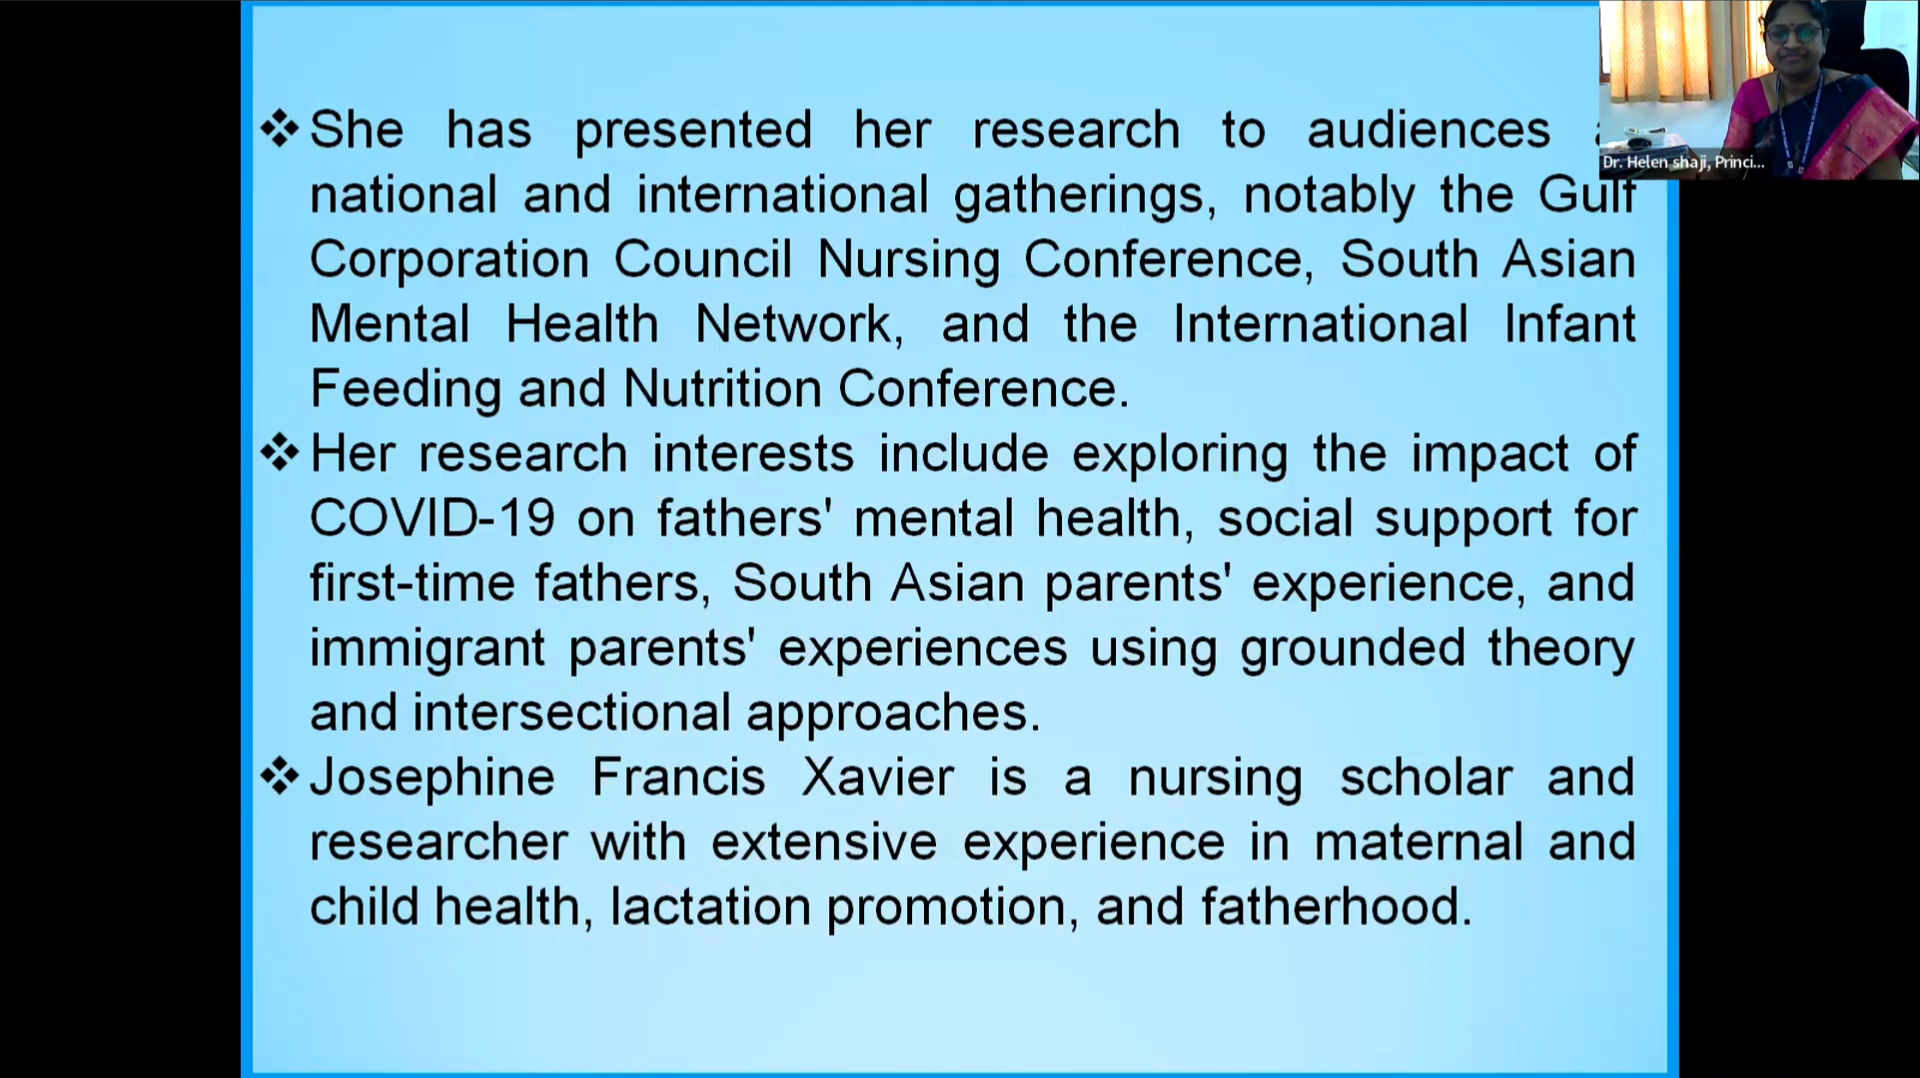 ❖ She has presented her research to audiences
national and international gatherings, notably the Gulf
Corporation Council Nursing Conference, South Asian
Mental Health Network, and the International Infant
Feeding and Nutrition Conference.
❖ Her research interests include exploring the impact of
COVID-19 on fathers' mental health, social support for
first-time fathers, South Asian parents' experience, and
immigrant parents' experiences using grounded theory
and intersectional approaches.
❖ Josephine Francis Xavier is a nursing scholar and
researcher with extensive experience in maternal and
child health, lactation promotion, and fatherhood.
Dr. Helen shaji, Princi...